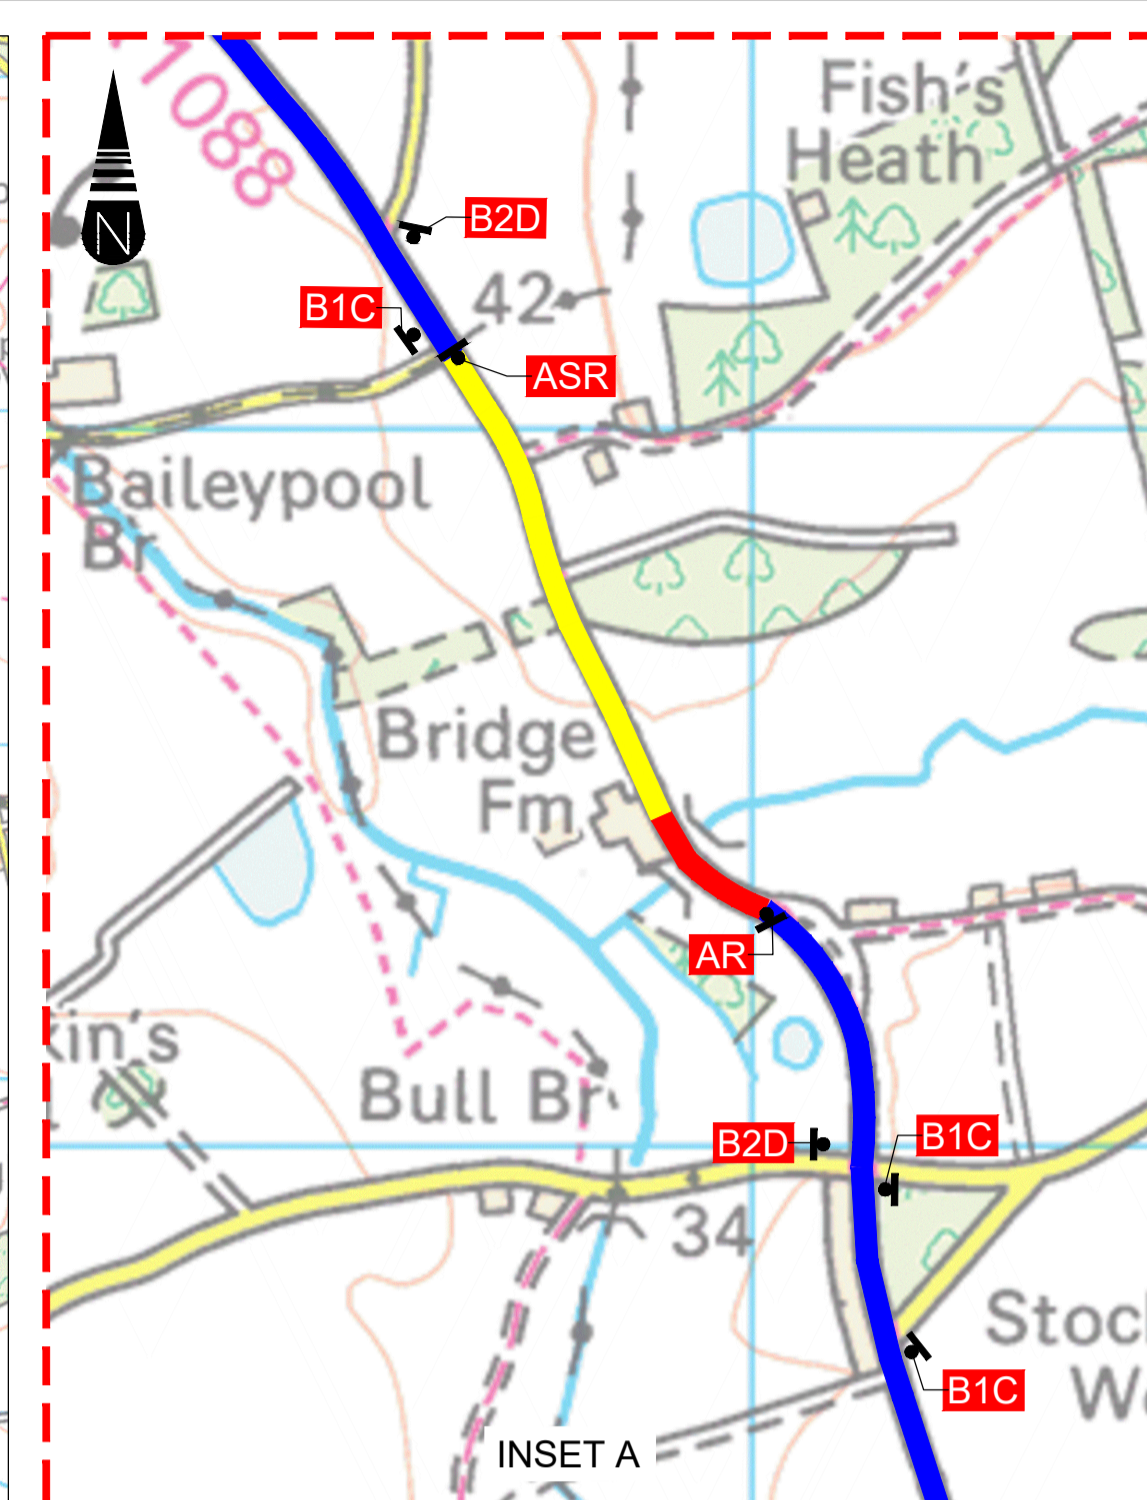 1088
Fish's
Heath
N
B2D
B1C
42
ASR
Baileypool
Br
Bridge
Fm
AR
kin's
Bull Br
B2D
B1C
34
Stoc
W
B1C
INSET A